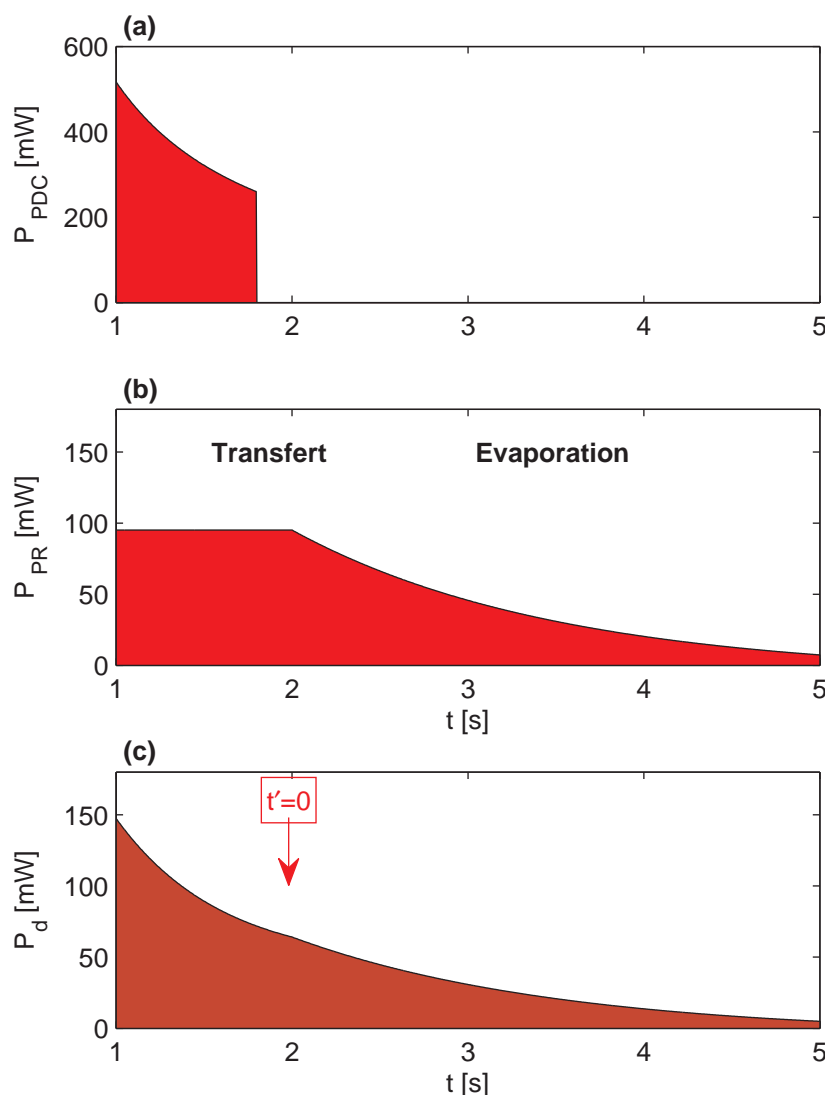 (a)
600
400
200
0
P_PDC [mW]
1 2 3 4 5
(b)
150
100
50
0
P_PR [mW]
Transfert Evaporation
1 2 3 4 5
t [s]
(c)
150
100
50
0
P_d [mW]
t′=0
1 2 3 4 5
t [s]